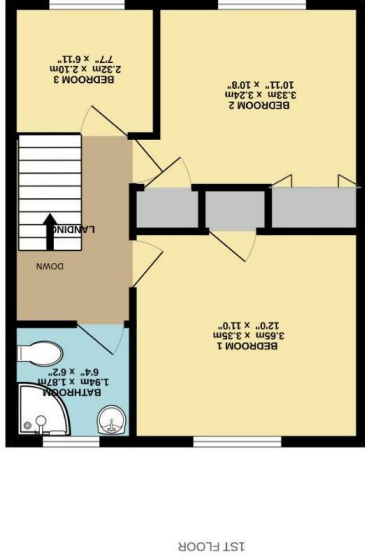 1ST FLOOR
BATHROOM
1.94m x 1.87m
6'4" x 6'2"
BEDROOM 1
3.65m x 3.35m
12'0" x 11'0"
DOWN
LANDING
BEDROOM 2
3.33m x 3.24m
10'11" x 10'8"
BEDROOM 3
2.32m x 2.10m
7'7" x 6'11"